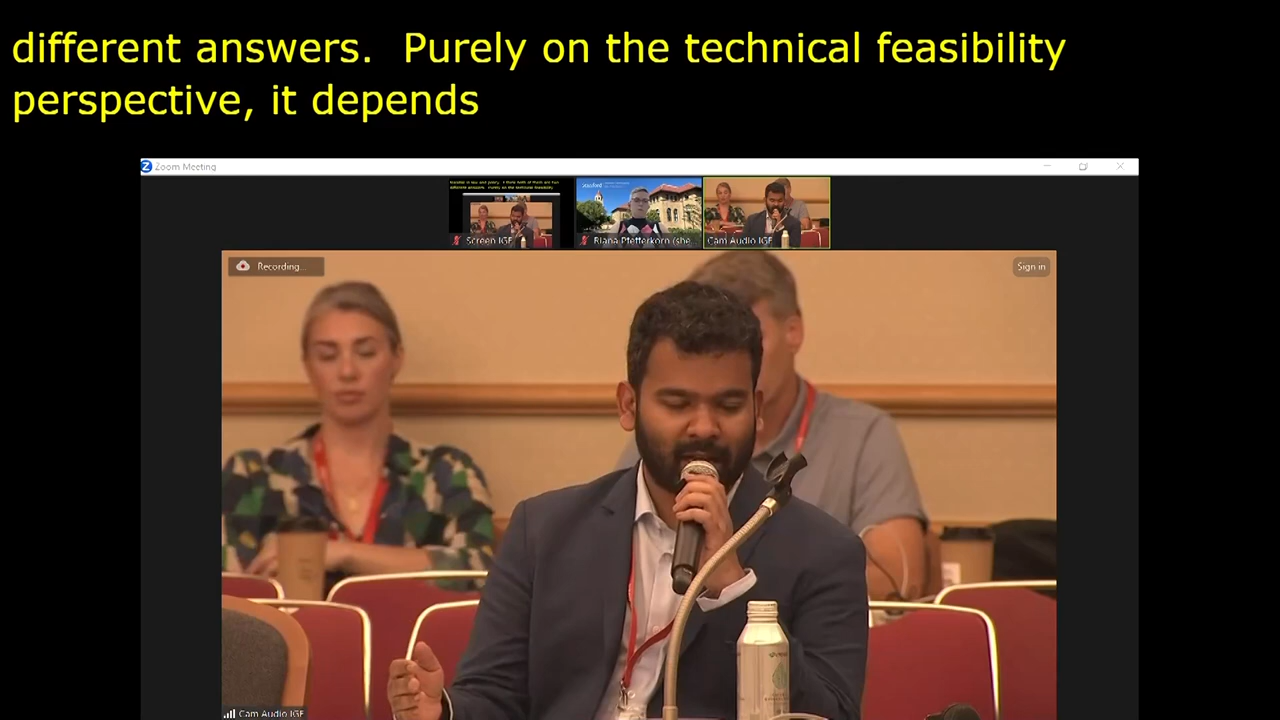 different answers.  Purely on the technical feasibility
perspective, it depends
Zoom Meeting
Screen IGF
Riana Pfefferkorn (she
Cam Audio IGF
Recording...
Sign in
Cam Audio IGF